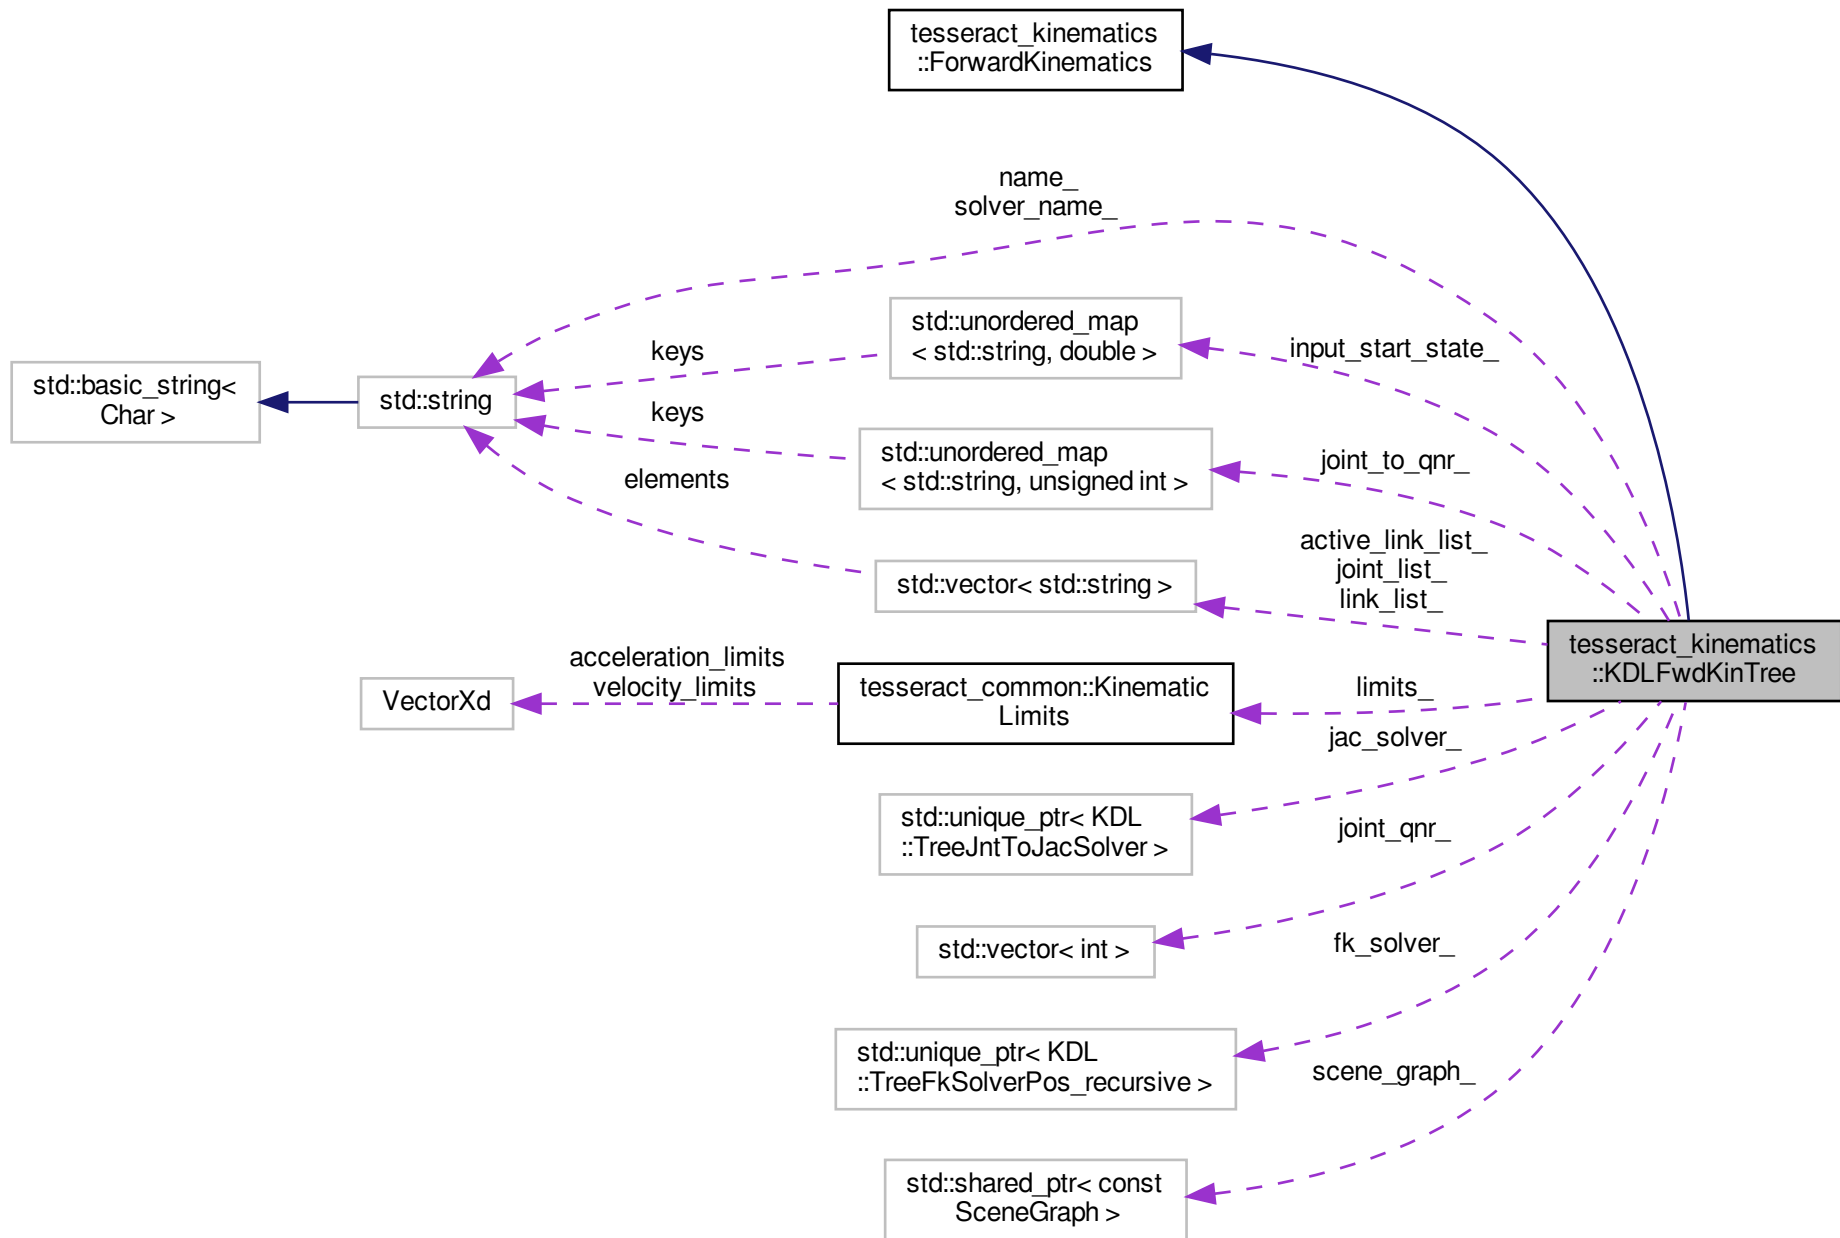 tesseract_kinematics
::ForwardKinematics
name_
solver_name_
std::unordered_map
< std::string, double >
input_start_state_
keys
std::basic_string<
Char >
std::string
keys
std::unordered_map
< std::string, unsigned int >
joint_to_qnr_
elements
std::vector< std::string >
active_link_list_
joint_list_
link_list_
tesseract_kinematics
::KDLFwdKinTree
acceleration_limits
velocity_limits
VectorXd
tesseract_common::Kinematic
Limits
limits_
jac_solver_
std::unique_ptr< KDL
::TreeJntToJacSolver >
joint_qnr_
std::vector< int >
fk_solver_
std::unique_ptr< KDL
::TreeFkSolverPos_recursive >
scene_graph_
std::shared_ptr< const
SceneGraph >